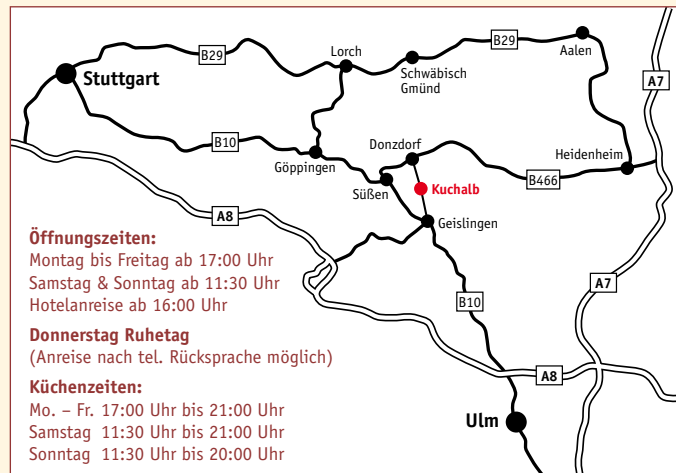 B29
Lorch
B29
Aalen
Schwäbisch
Gmünd
Stuttgart
A7
B10
Göppingen
Donzdorf
Heidenheim
Süßen
Kuchalb
B466
A8
Geislingen
Öffnungszeiten:
Montag bis Freitag ab 17:00 Uhr
Samstag & Sonntag ab 11:30 Uhr
Hotelanreise ab 16:00 Uhr
A7
B10
Donnerstag Ruhetag
(Anreise nach tel. Rücksprache möglich)
A8
Küchenzeiten:
Mo. – Fr. 17:00 Uhr bis 21:00 Uhr
Samstag 11:30 Uhr bis 21:00 Uhr
Sonntag 11:30 Uhr bis 20:00 Uhr
Ulm